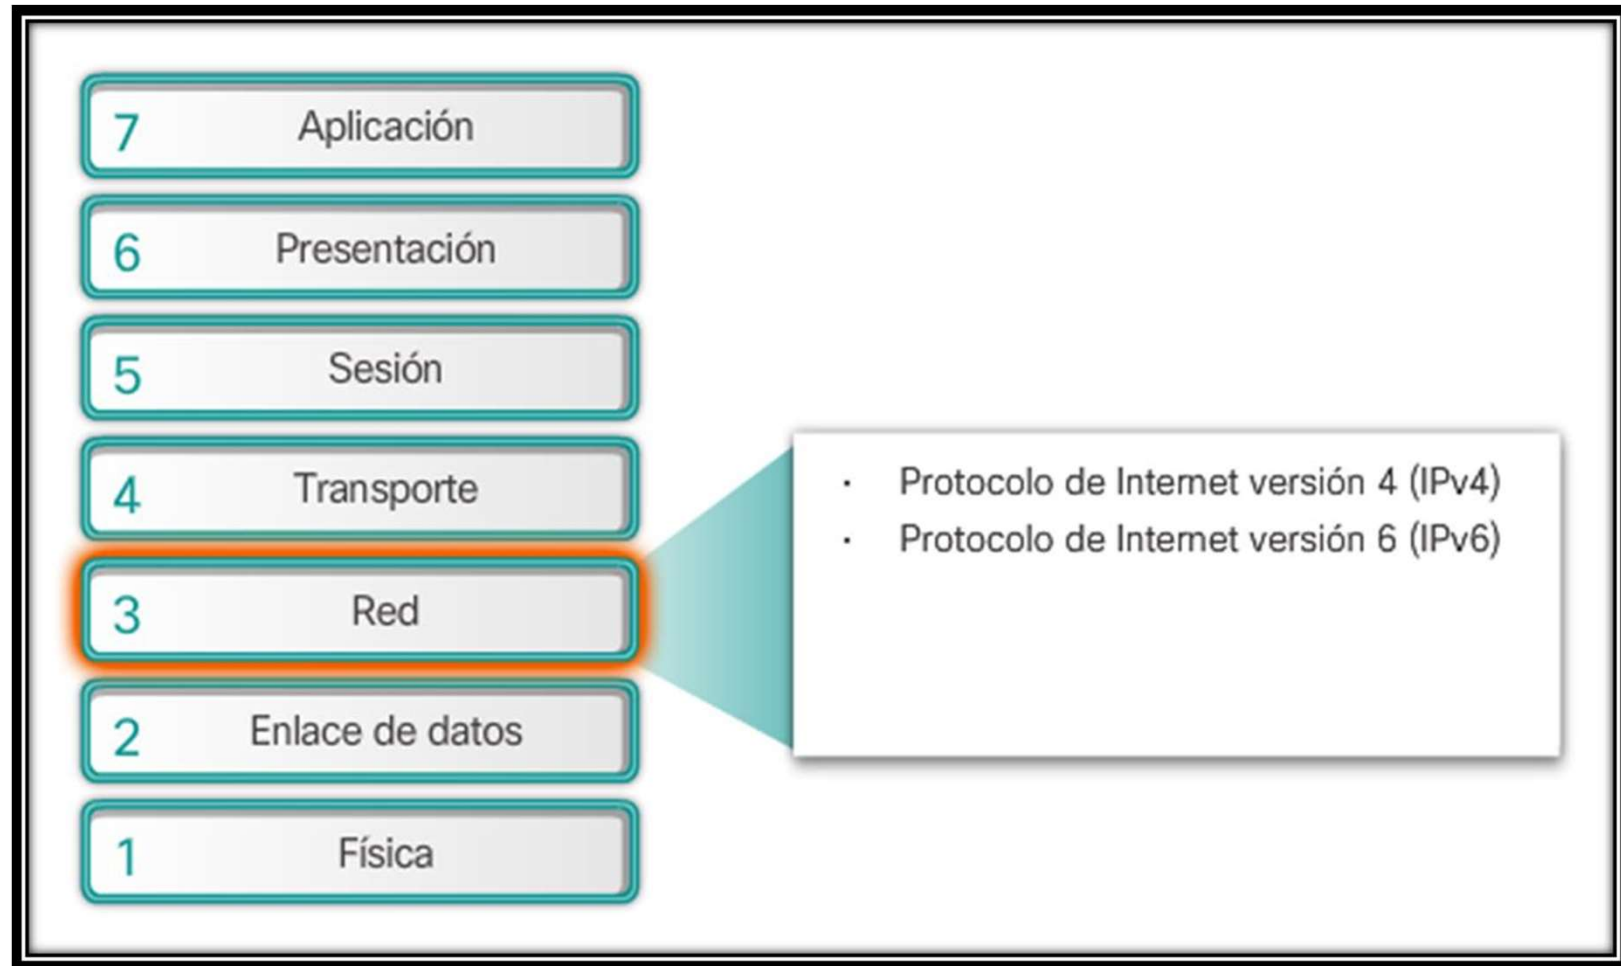 7 Aplicación
6 Presentación
5 Sesión
4 Transporte
3 Red
2 Enlace de datos
1 Física
· Protocolo de Internet versión 4 (IPv4)
· Protocolo de Internet versión 6 (IPv6)